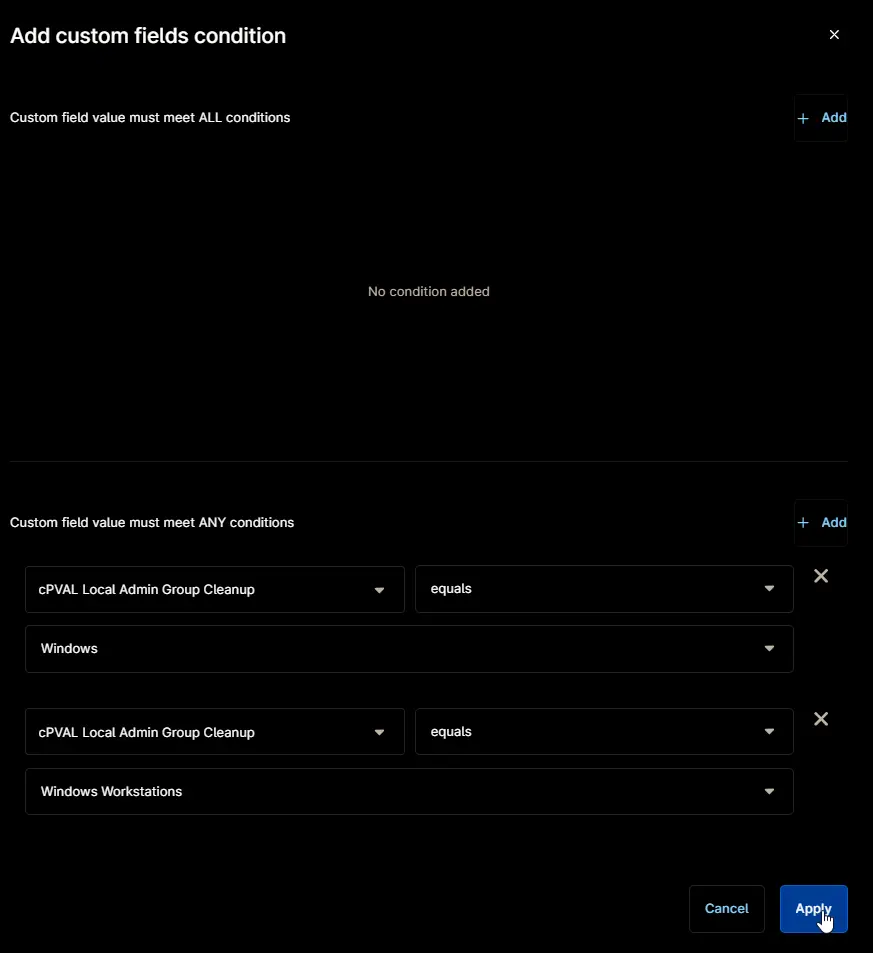 Add custom fields condition
Custom field value must meet ALL conditions
Add
No condition added
Custom field value must meet ANY conditions
Add
cPVAL Local Admin Group Cleanup
equals
Windows
cPVAL Local Admin Group Cleanup
equals
Windows Workstations
Cancel
Apply